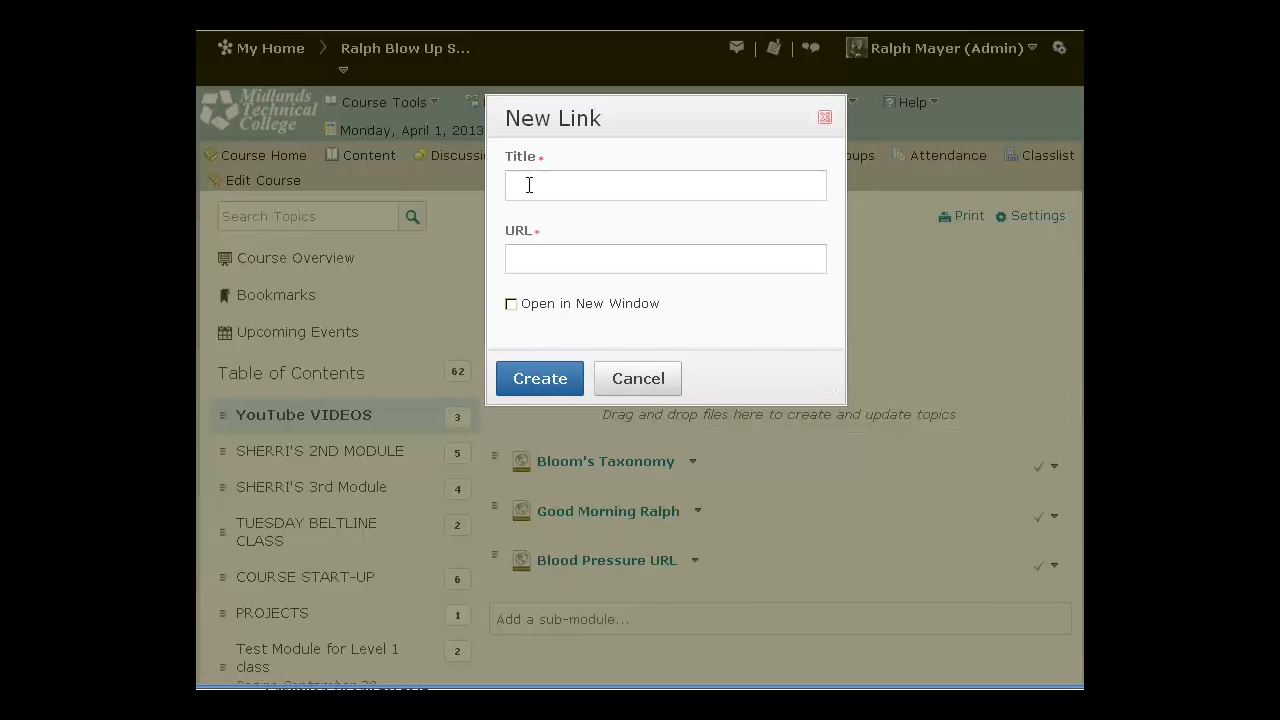 My Home
Ralph Blow Up S...
Ralph Mayer (Admin)
Midlands
Technical
College
Course Tools
Help
Monday, April 1, 2013
Course Home
Content
Attendance
Classlist
Edit Course
New Link
Title *
URL *
Open in New Window
Create
Cancel
Search Topics
Print
Settings
Course Overview
Bookmarks
Upcoming Events
Table of Contents 62
YouTube VIDEOS 3
SHERRI'S 2ND MODULE 5
SHERRI'S 3rd Module 4
TUESDAY BELTLINE
CLASS 2
COURSE START-UP 6
PROJECTS 1
Test Module for Level 1
class 2
Drag and drop files here to create and update topics
Bloom's Taxonomy
Good Morning Ralph
Blood Pressure URL
Add a sub-module...